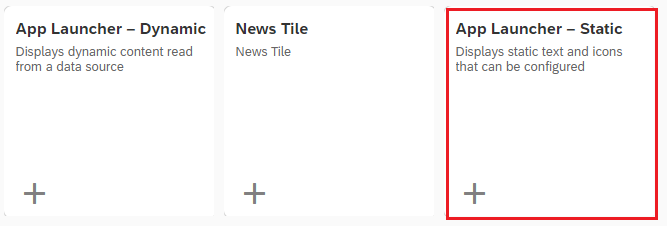 App Launcher – Dynamic
Displays dynamic content read
from a data source
News Tile
News Tile
App Launcher – Static
Displays static text and icons
that can be configured